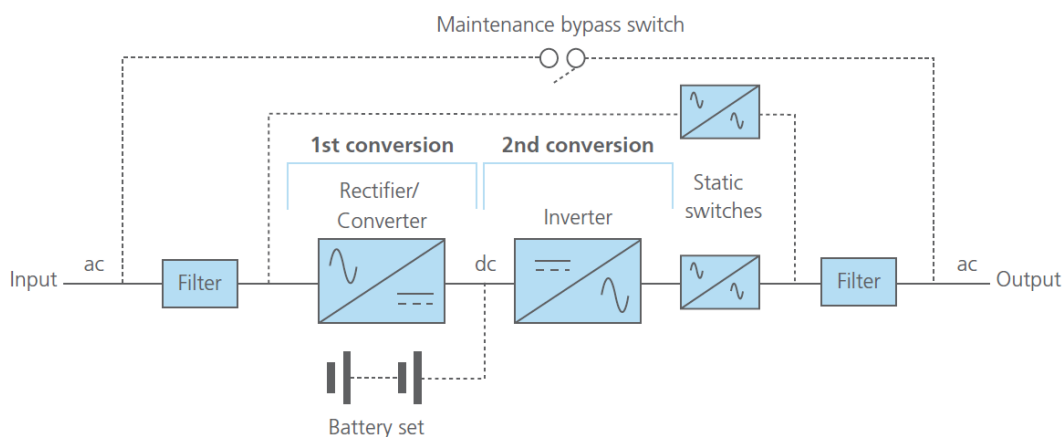 Maintenance bypass switch
1st conversion
2nd conversion
Rectifier/
Converter
Inverter
Static
switches
Input
ac
Filter
dc
Filter
ac
Output
Battery set